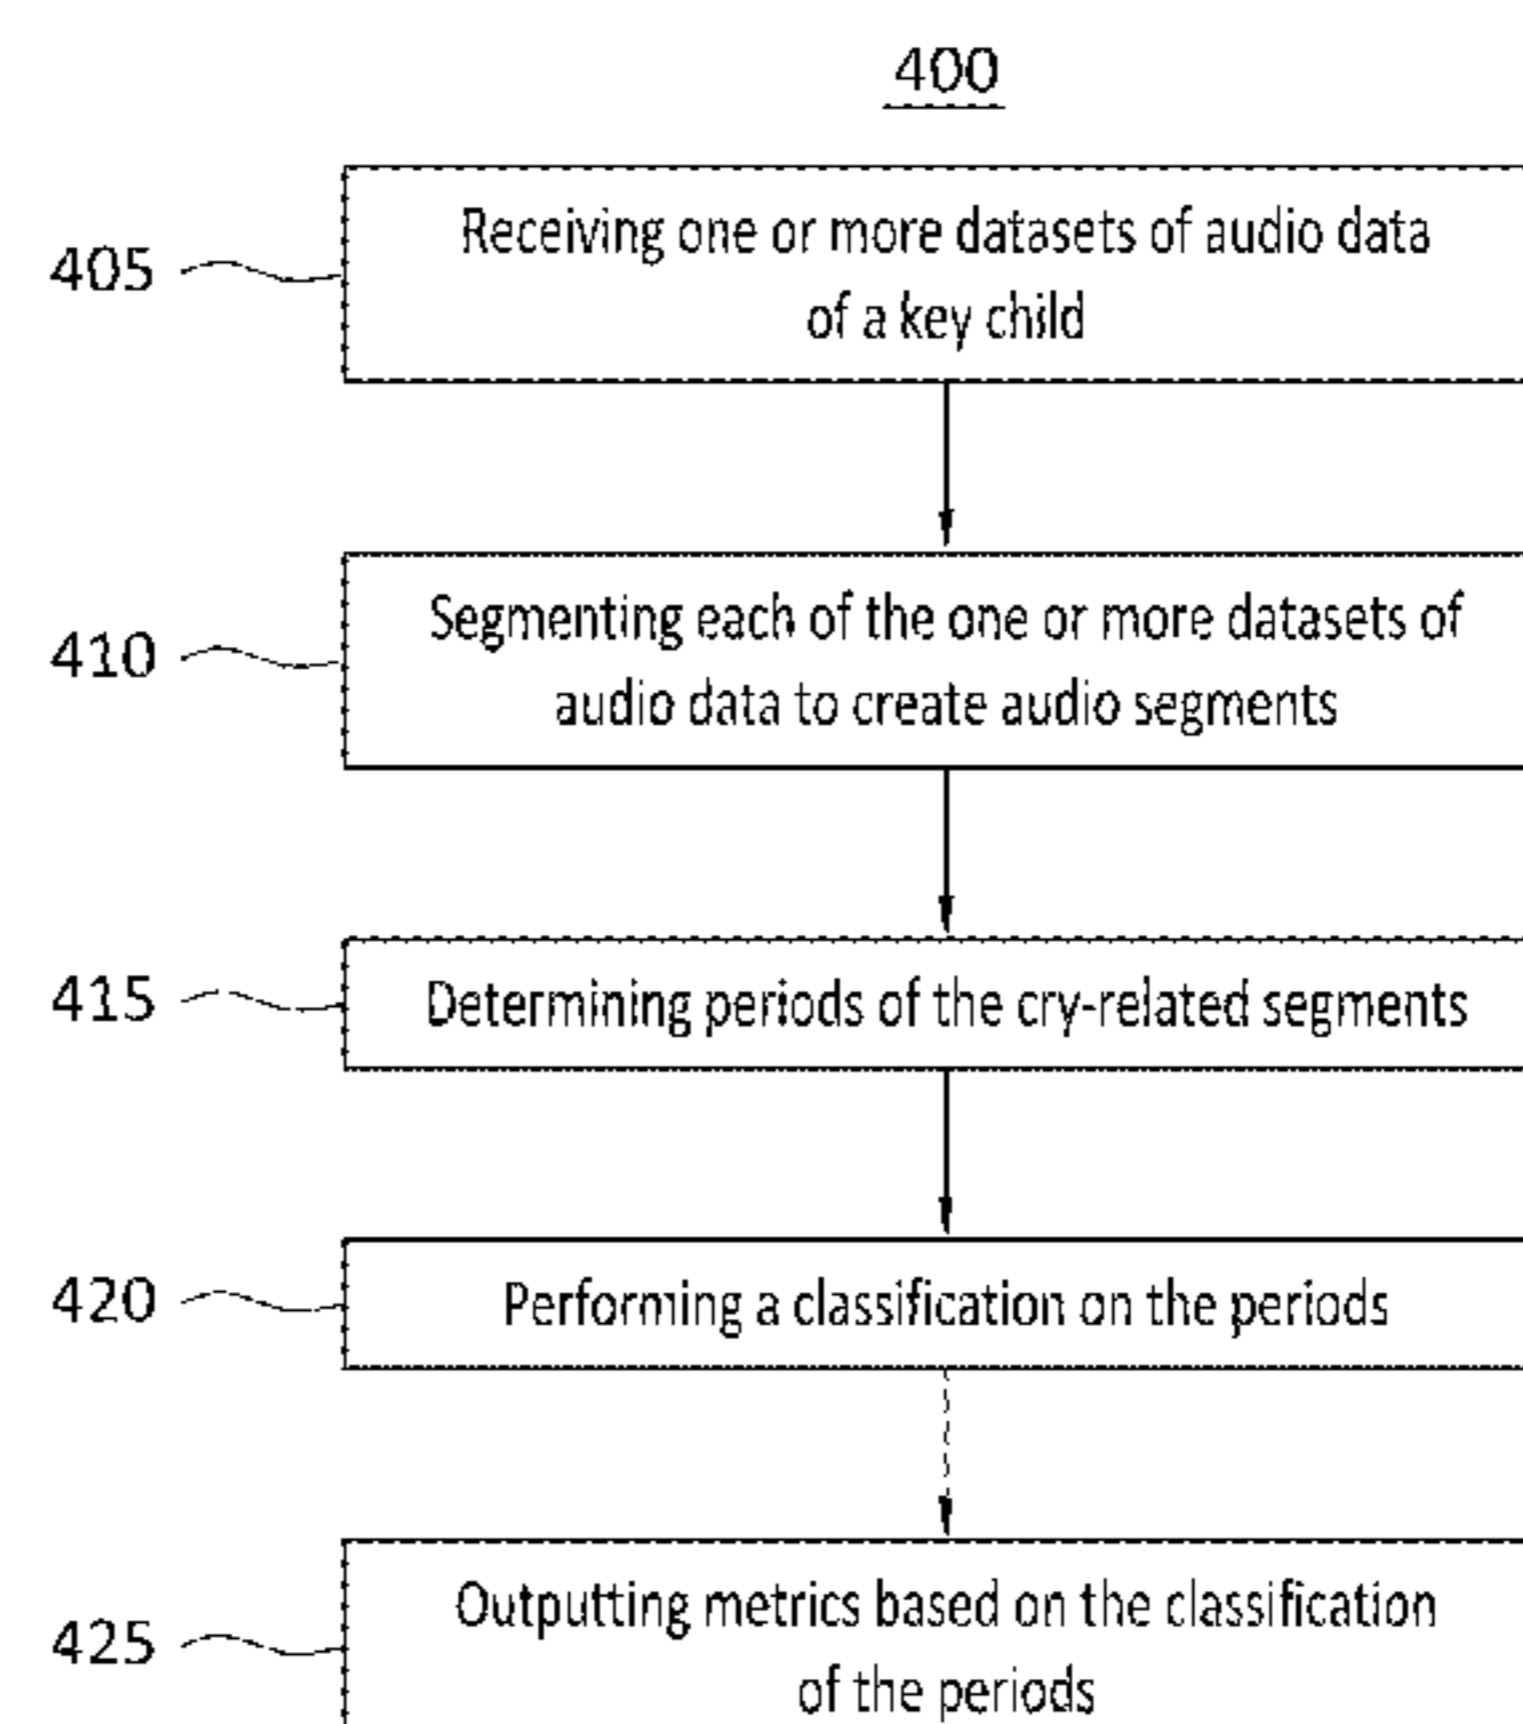 400
405
Receiving one or more datasets of audio data
of a key child
410
Segmenting each of the one or more datasets of
audio data to create audio segments
415
Determining periods of the cry-related segments
420
Performing a classification on the periods
425
Outputting metrics based on the classification
of the periods